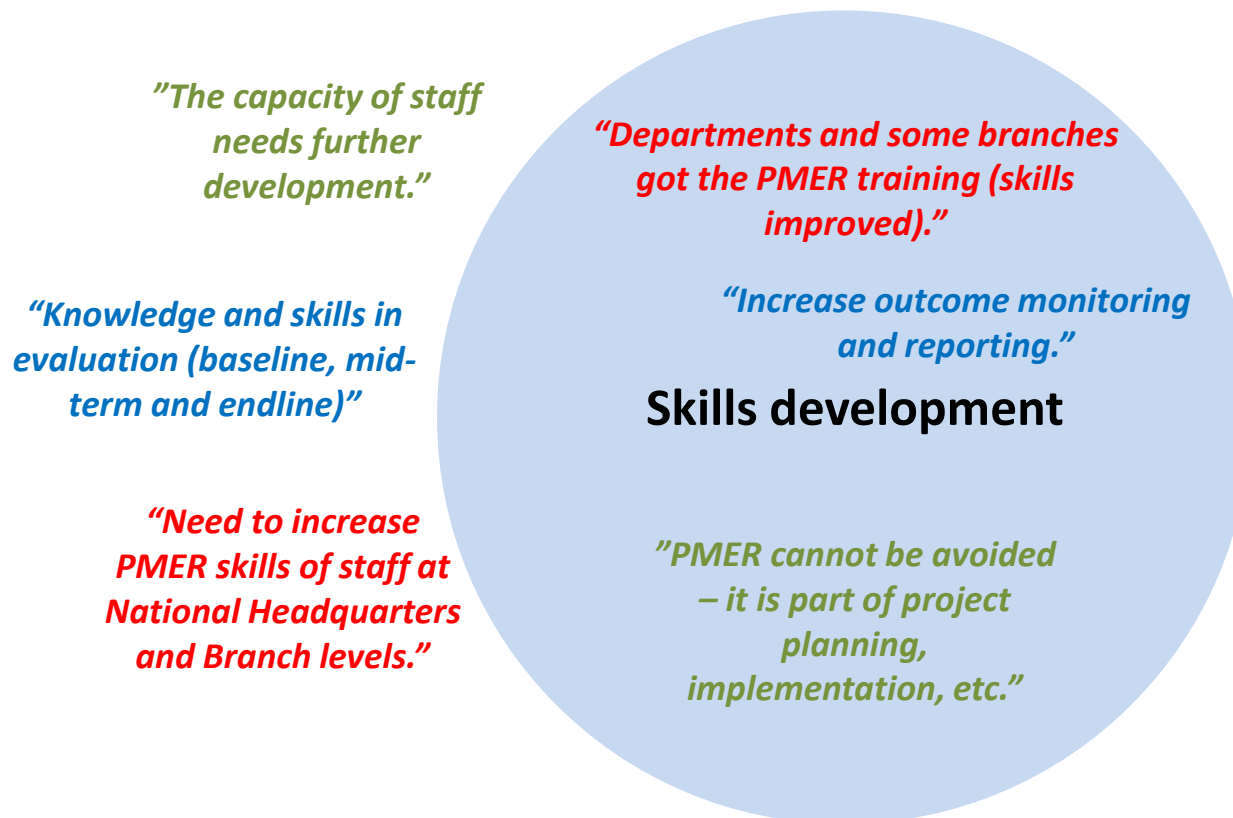 ”The capacity of staff
needs further
development.”
“Departments and some branches
got the PMER training (skills
improved).”
“Knowledge and skills in
evaluation (baseline, mid-
term and endline)”
“Increase outcome monitoring
and reporting.”
Skills development
“Need to increase
PMER skills of staff at
National Headquarters
and Branch levels.”
”PMER cannot be avoided
– it is part of project
planning,
implementation, etc.”